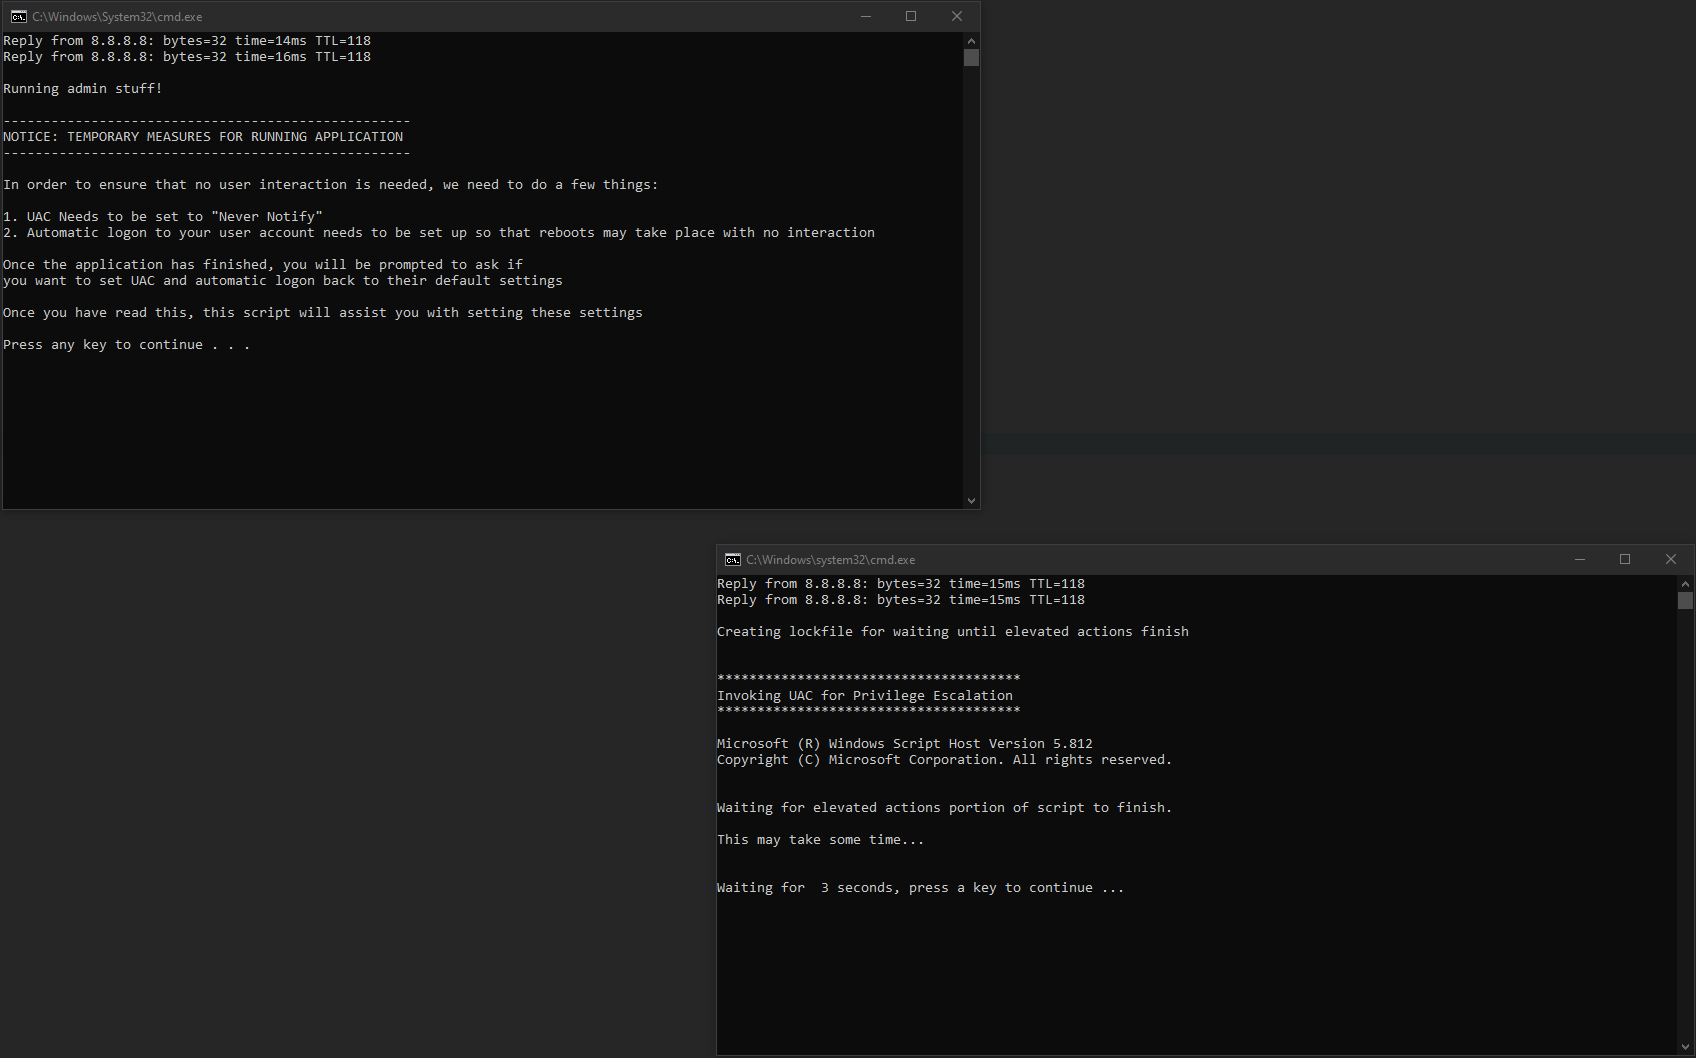 C:\Windows\System32\cmd.exe
Reply from 8.8.8.8: bytes=32 time=14ms TTL=118
Reply from 8.8.8.8: bytes=32 time=16ms TTL=118
Running admin stuff!
---------------------------------------------------
NOTICE: TEMPORARY MEASURES FOR RUNNING APPLICATION
---------------------------------------------------
In order to ensure that no user interaction is needed, we need to do a few things:
1. UAC Needs to be set to "Never Notify"
2. Automatic logon to your user account needs to be set up so that reboots may take place with no interaction
Once the application has finished, you will be prompted to ask if
you want to set UAC and automatic logon back to their default settings
Once you have read this, this script will assist you with setting these settings
Press any key to continue . . .
C:\Windows\system32\cmd.exe
Reply from 8.8.8.8: bytes=32 time=15ms TTL=118
Reply from 8.8.8.8: bytes=32 time=15ms TTL=118
Creating lockfile for waiting until elevated actions finish
**************************************
Invoking UAC for Privilege Escalation
**************************************
Microsoft (R) Windows Script Host Version 5.812
Copyright (C) Microsoft Corporation. All rights reserved.
Waiting for elevated actions portion of script to finish.
This may take some time...
Waiting for  3 seconds, press a key to continue ...